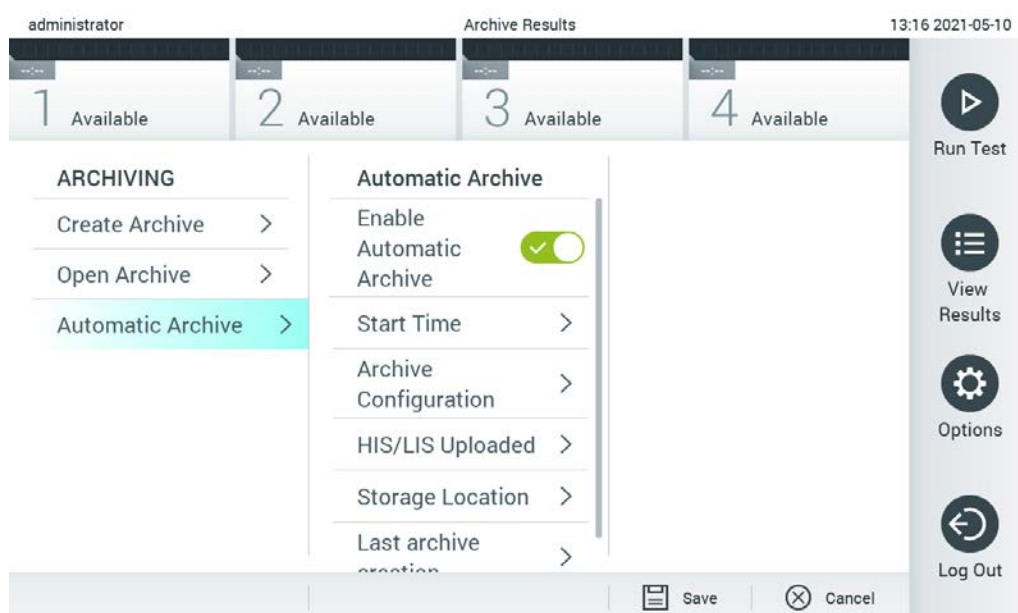 administrator Archive Results 13:16 2021-05-10
--:-- --:-- --:-- --:--
1 Available 2 Available 3 Available 4 Available
Run Test
ARCHIVING
Create Archive
Open Archive
Automatic Archive
Automatic Archive
Enable
Automatic
Archive
Start Time
Archive
Configuration
HIS/LIS Uploaded
Storage Location
Last archive
creation
View
Results
Options
Log Out
Save Cancel